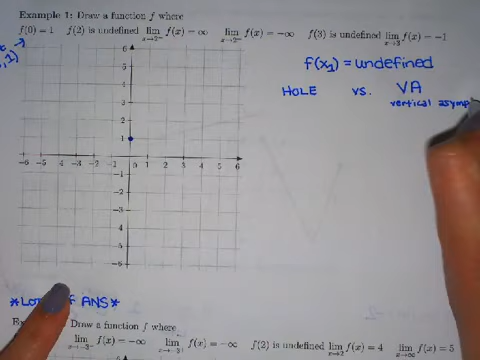 Example 1: Draw a function f where
f(0) = 1 f(2) is undefined lim x→2⁻ f(x) = ∞ lim x→2⁺ f(x) = −∞ f(3) is undefined lim x→3 f(x) = −1
, 1)
f(x₁) = undefined
HOLE vs. VA
vertical asymp
6
5
4
3
2
1
-6 -5 -4 -3 -2 -1 0 1 2 3 4 5 6
-1
-2
-3
-4
-5
-6
ANS*
Draw a function f where
lim x→-3⁻ f(x) = −∞ lim x→-3⁺ f(x) = −∞ f(2) is undefined lim x→2 f(x) = 4 lim x→∞ f(x) = 5
6